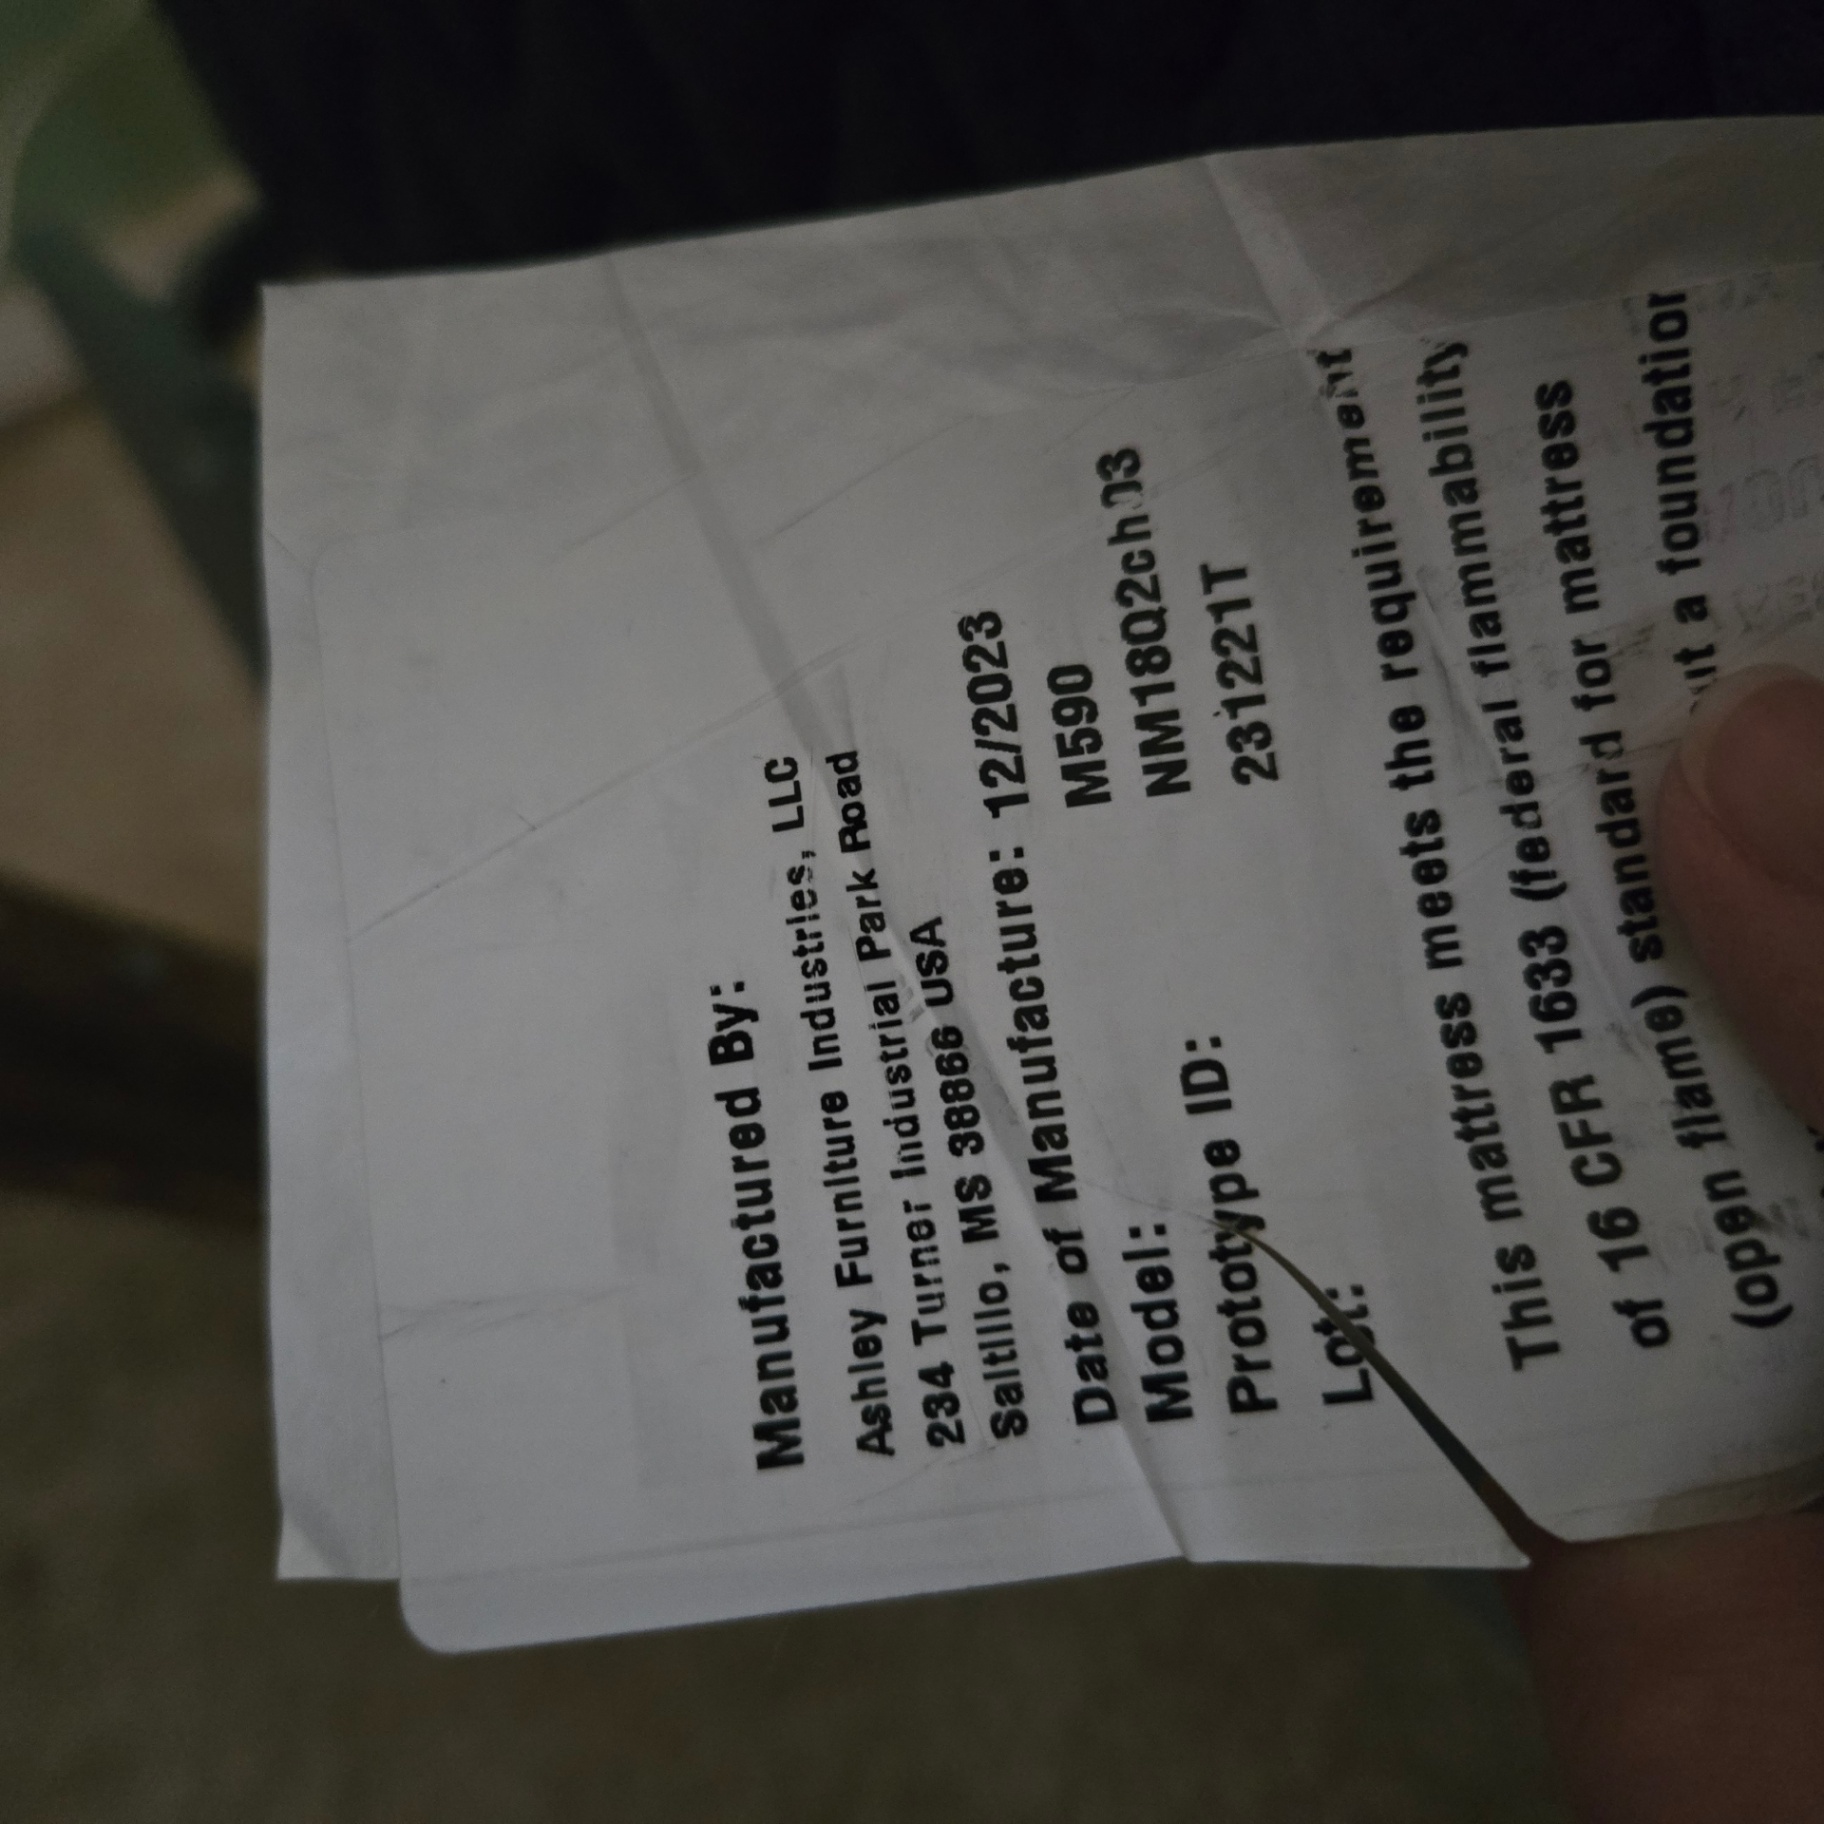 Manufactured By:
Ashley Furniture Industries, LLC
234 Turner Industrial Park Road
Saltillo, MS 38866 USA
Date of Manufacture: 12/2023
Model: M590
Prototype ID: NM18Q2ch03
Lot: 231221T
This mattress meets the requirement
of 16 CFR 1633 (federal flammability
(open flame) standard for mattress
a foundation